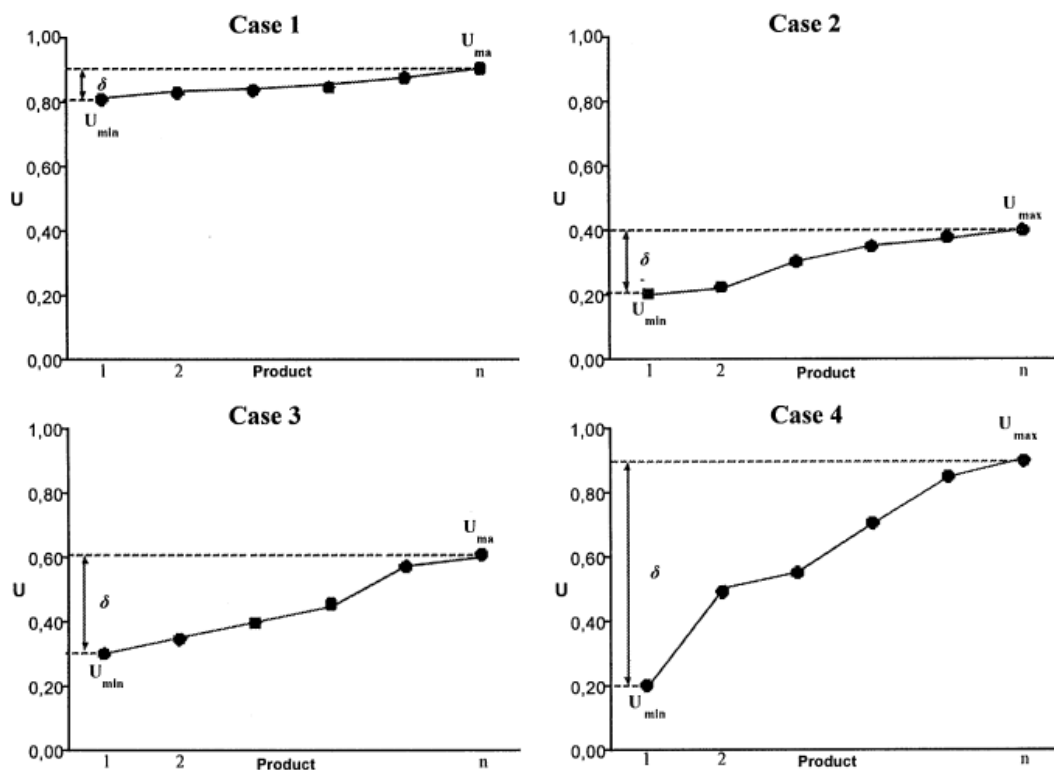 Case 1
1,00
U ma
0,80
δ
U min
0,60
U
0,40
0,20
0,00
1 2 Product n
Case 2
1,00
0,80
0,60
U
U max
0,40
δ
0,20
U min
0,00
1 2 Product n
Case 3
1,00
0,80
U ma
0,60
U
δ
0,40
U min
0,20
0,00
1 2 Product n
Case 4
1,00
U max
0,80
0,60
U
δ
0,40
0,20
U min
0,00
1 2 Product n